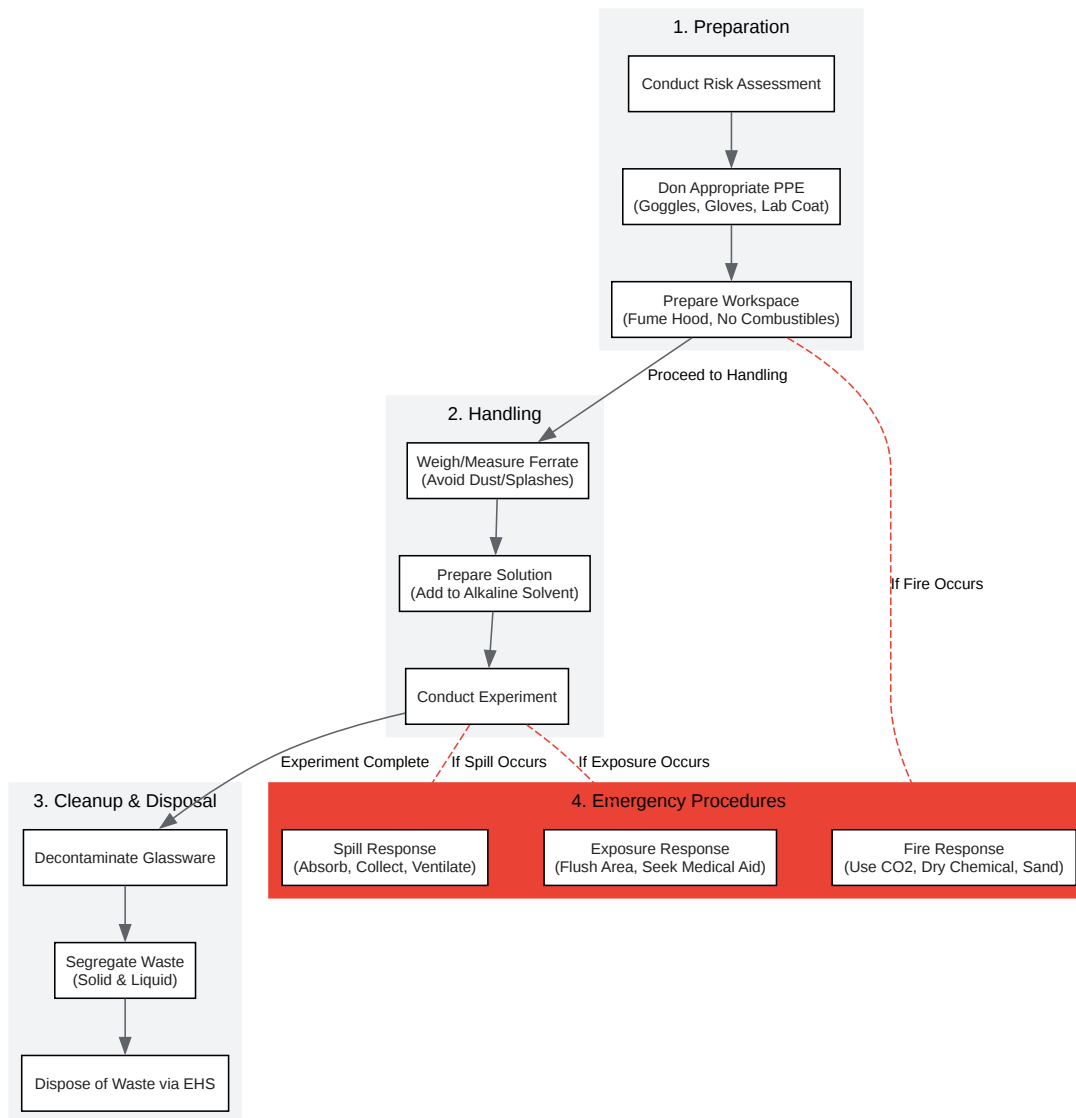 1. Preparation
Conduct Risk Assessment
Don Appropriate PPE
(Goggles, Gloves, Lab Coat)
Prepare Workspace
(Fume Hood, No Combustibles)
Proceed to Handling
2. Handling
Weigh/Measure Ferrate
(Avoid Dust/Splashes)
Prepare Solution
(Add to Alkaline Solvent)
If Fire Occurs
Conduct Experiment
Experiment Complete
If Spill Occurs
If Exposure Occurs
3. Cleanup & Disposal
Decontaminate Glassware
Segregate Waste
(Solid & Liquid)
Dispose of Waste via EHS
4. Emergency Procedures
Spill Response
(Absorb, Collect, Ventilate)
Exposure Response
(Flush Area, Seek Medical Aid)
Fire Response
(Use CO2, Dry Chemical, Sand)